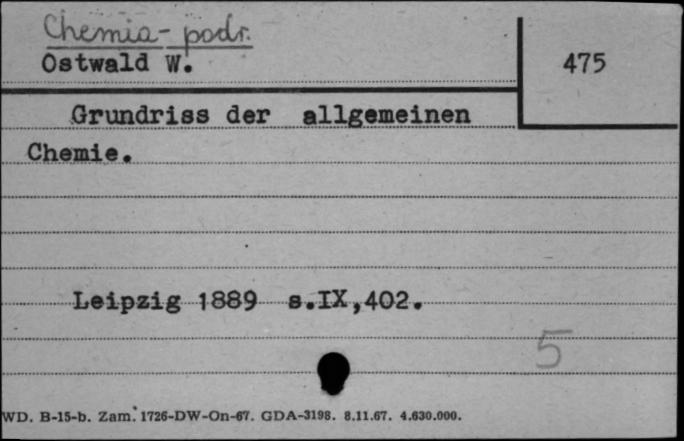 Chemia - podr.
Ostwald W.
475
Grundriss der allgemeinen
Chemie.
Leipzig 1889 s.IX,402.
5
WD. B-15-b. Zam. 1726-DW-On-67. GDA-3198. 8.11.67. 4.630.000.